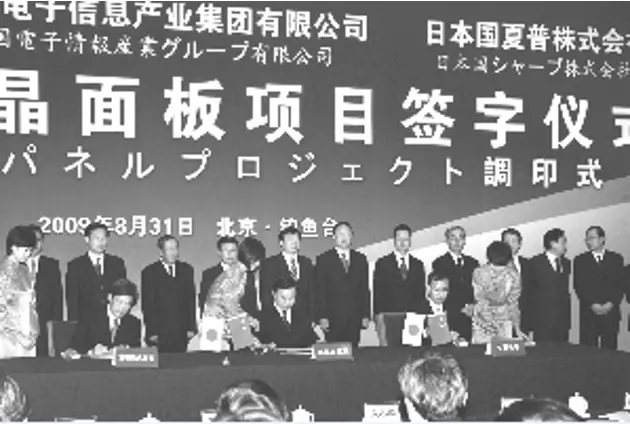 电子信息产业集团有限公司
国電子情報産業グループ有限公司
日本国夏普株式会
日本国シャープ株式会社
晶面板项目签字仪式
パネルプロジェクト調印式
2009年8月31日 北京·钓鱼台